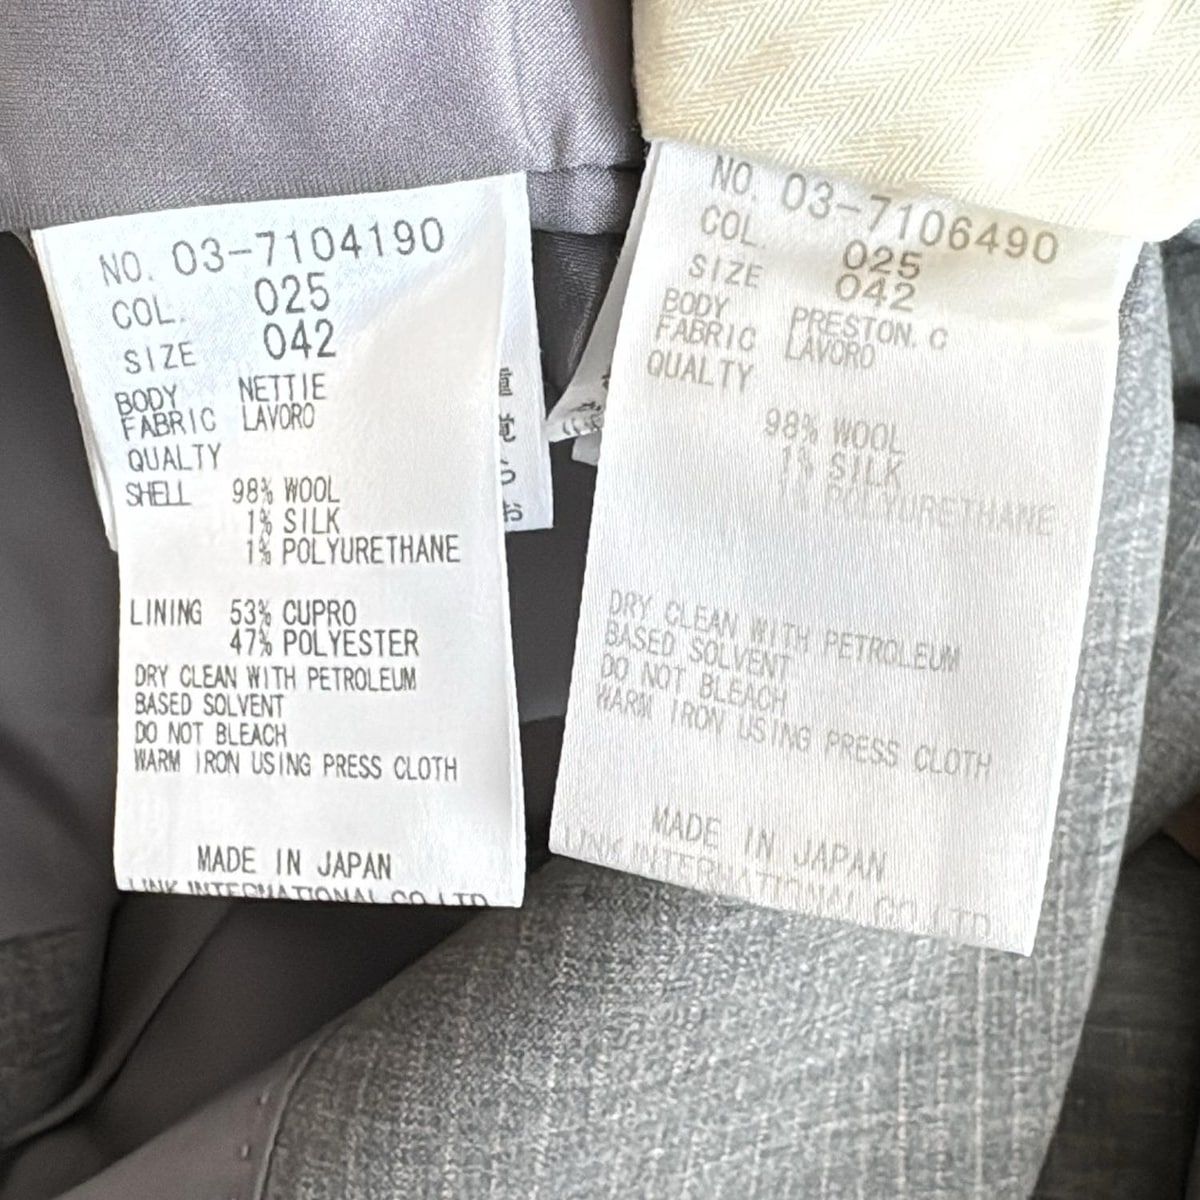 NO. 03-7104190
COL. 025
SIZE 042
BODY NETTIE
FABRIC LAVORO
QUALTY
SHELL 98% WOOL
1% SILK
1% POLYURETHANE
LINING 53% CUPRO
47% POLYESTER
DRY CLEAN WITH PETROLEUM
BASED SOLVENT
DO NOT BLEACH
WARM IRON USING PRESS CLOTH
MADE IN JAPAN
LINK INTERNATIONAL CO.LTD
NO. 03-7106490
COL. 025
SIZE 042
BODY PRESTON.C
FABRIC LAVORO
QUALTY
98% WOOL
1% SILK
1% POLYURETHANE
DRY CLEAN WITH PETROLEUM
BASED SOLVENT
DO NOT BLEACH
WARM IRON USING PRESS CLOTH
MADE IN JAPAN
LINK INTERNATIONAL CO.LTD